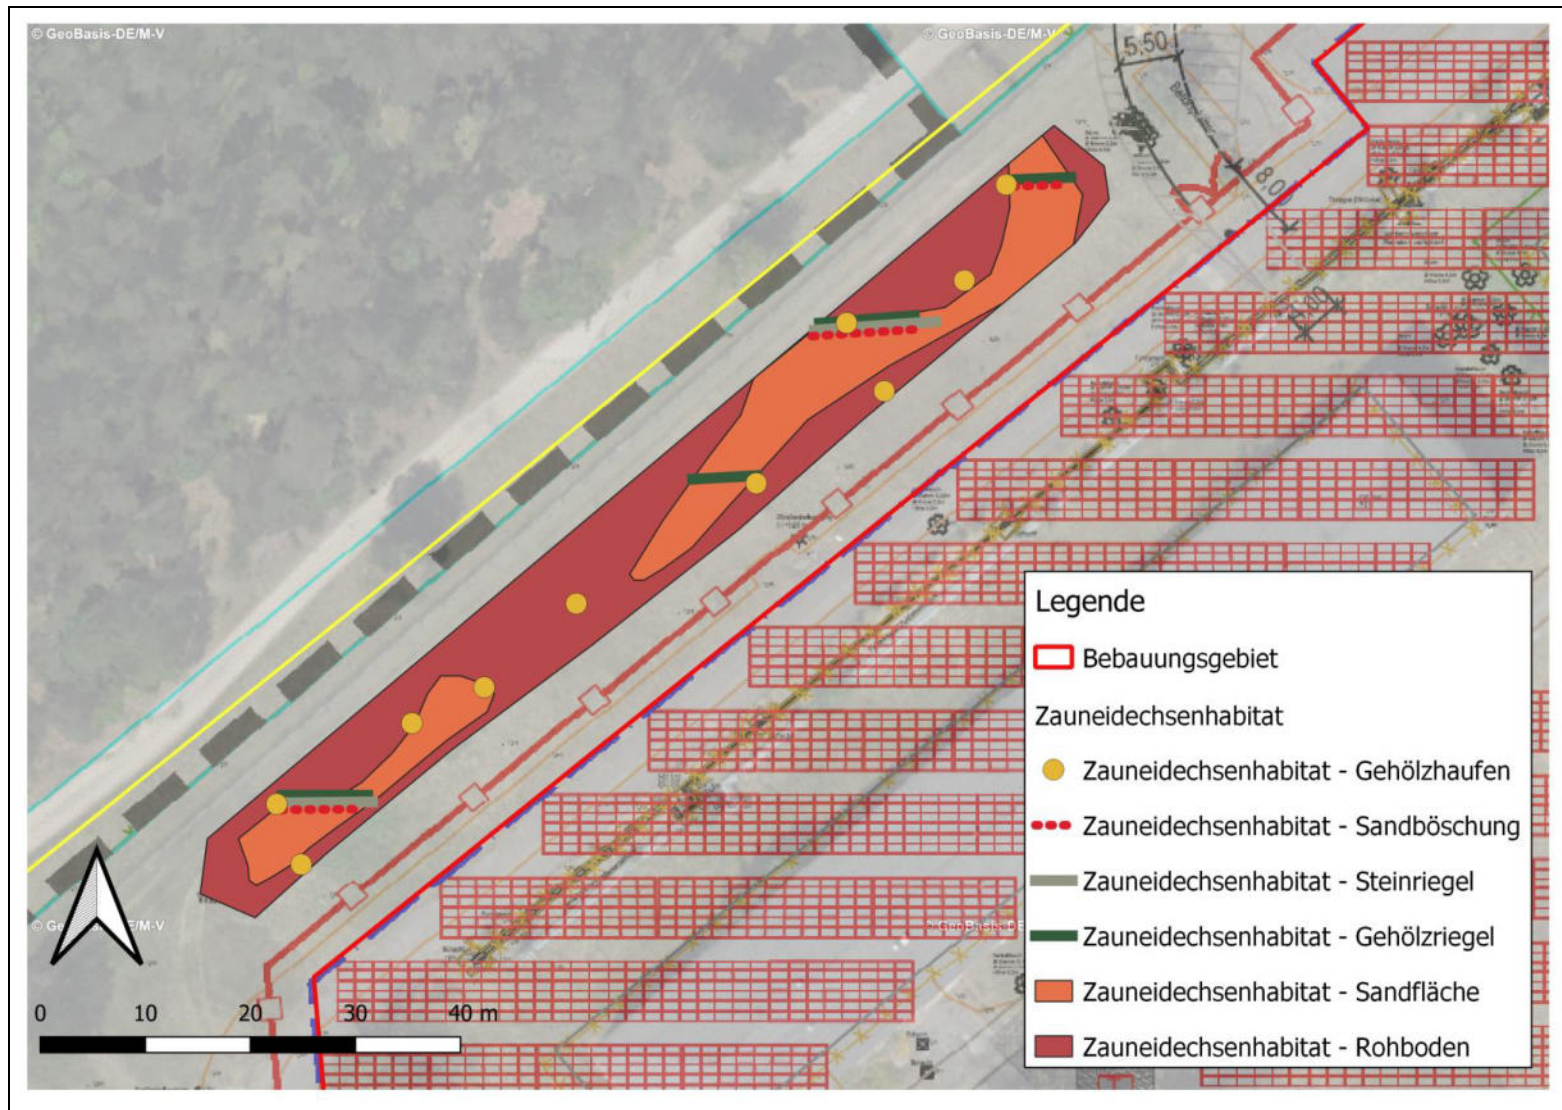 © GeoBasis-DE/M-V
© GeoBasis-DE/M-V
5,50
8,0
Legende
Bebauungsgebiet
Zauneidechsenhabitat
Zauneidechsenhabitat - Gehölzhaufen
Zauneidechsenhabitat - Sandböschung
Zauneidechsenhabitat - Steinriegel
Zauneidechsenhabitat - Gehölzriegel
Zauneidechsenhabitat - Sandfläche
Zauneidechsenhabitat - Rohboden
0 10 20 30 40 m